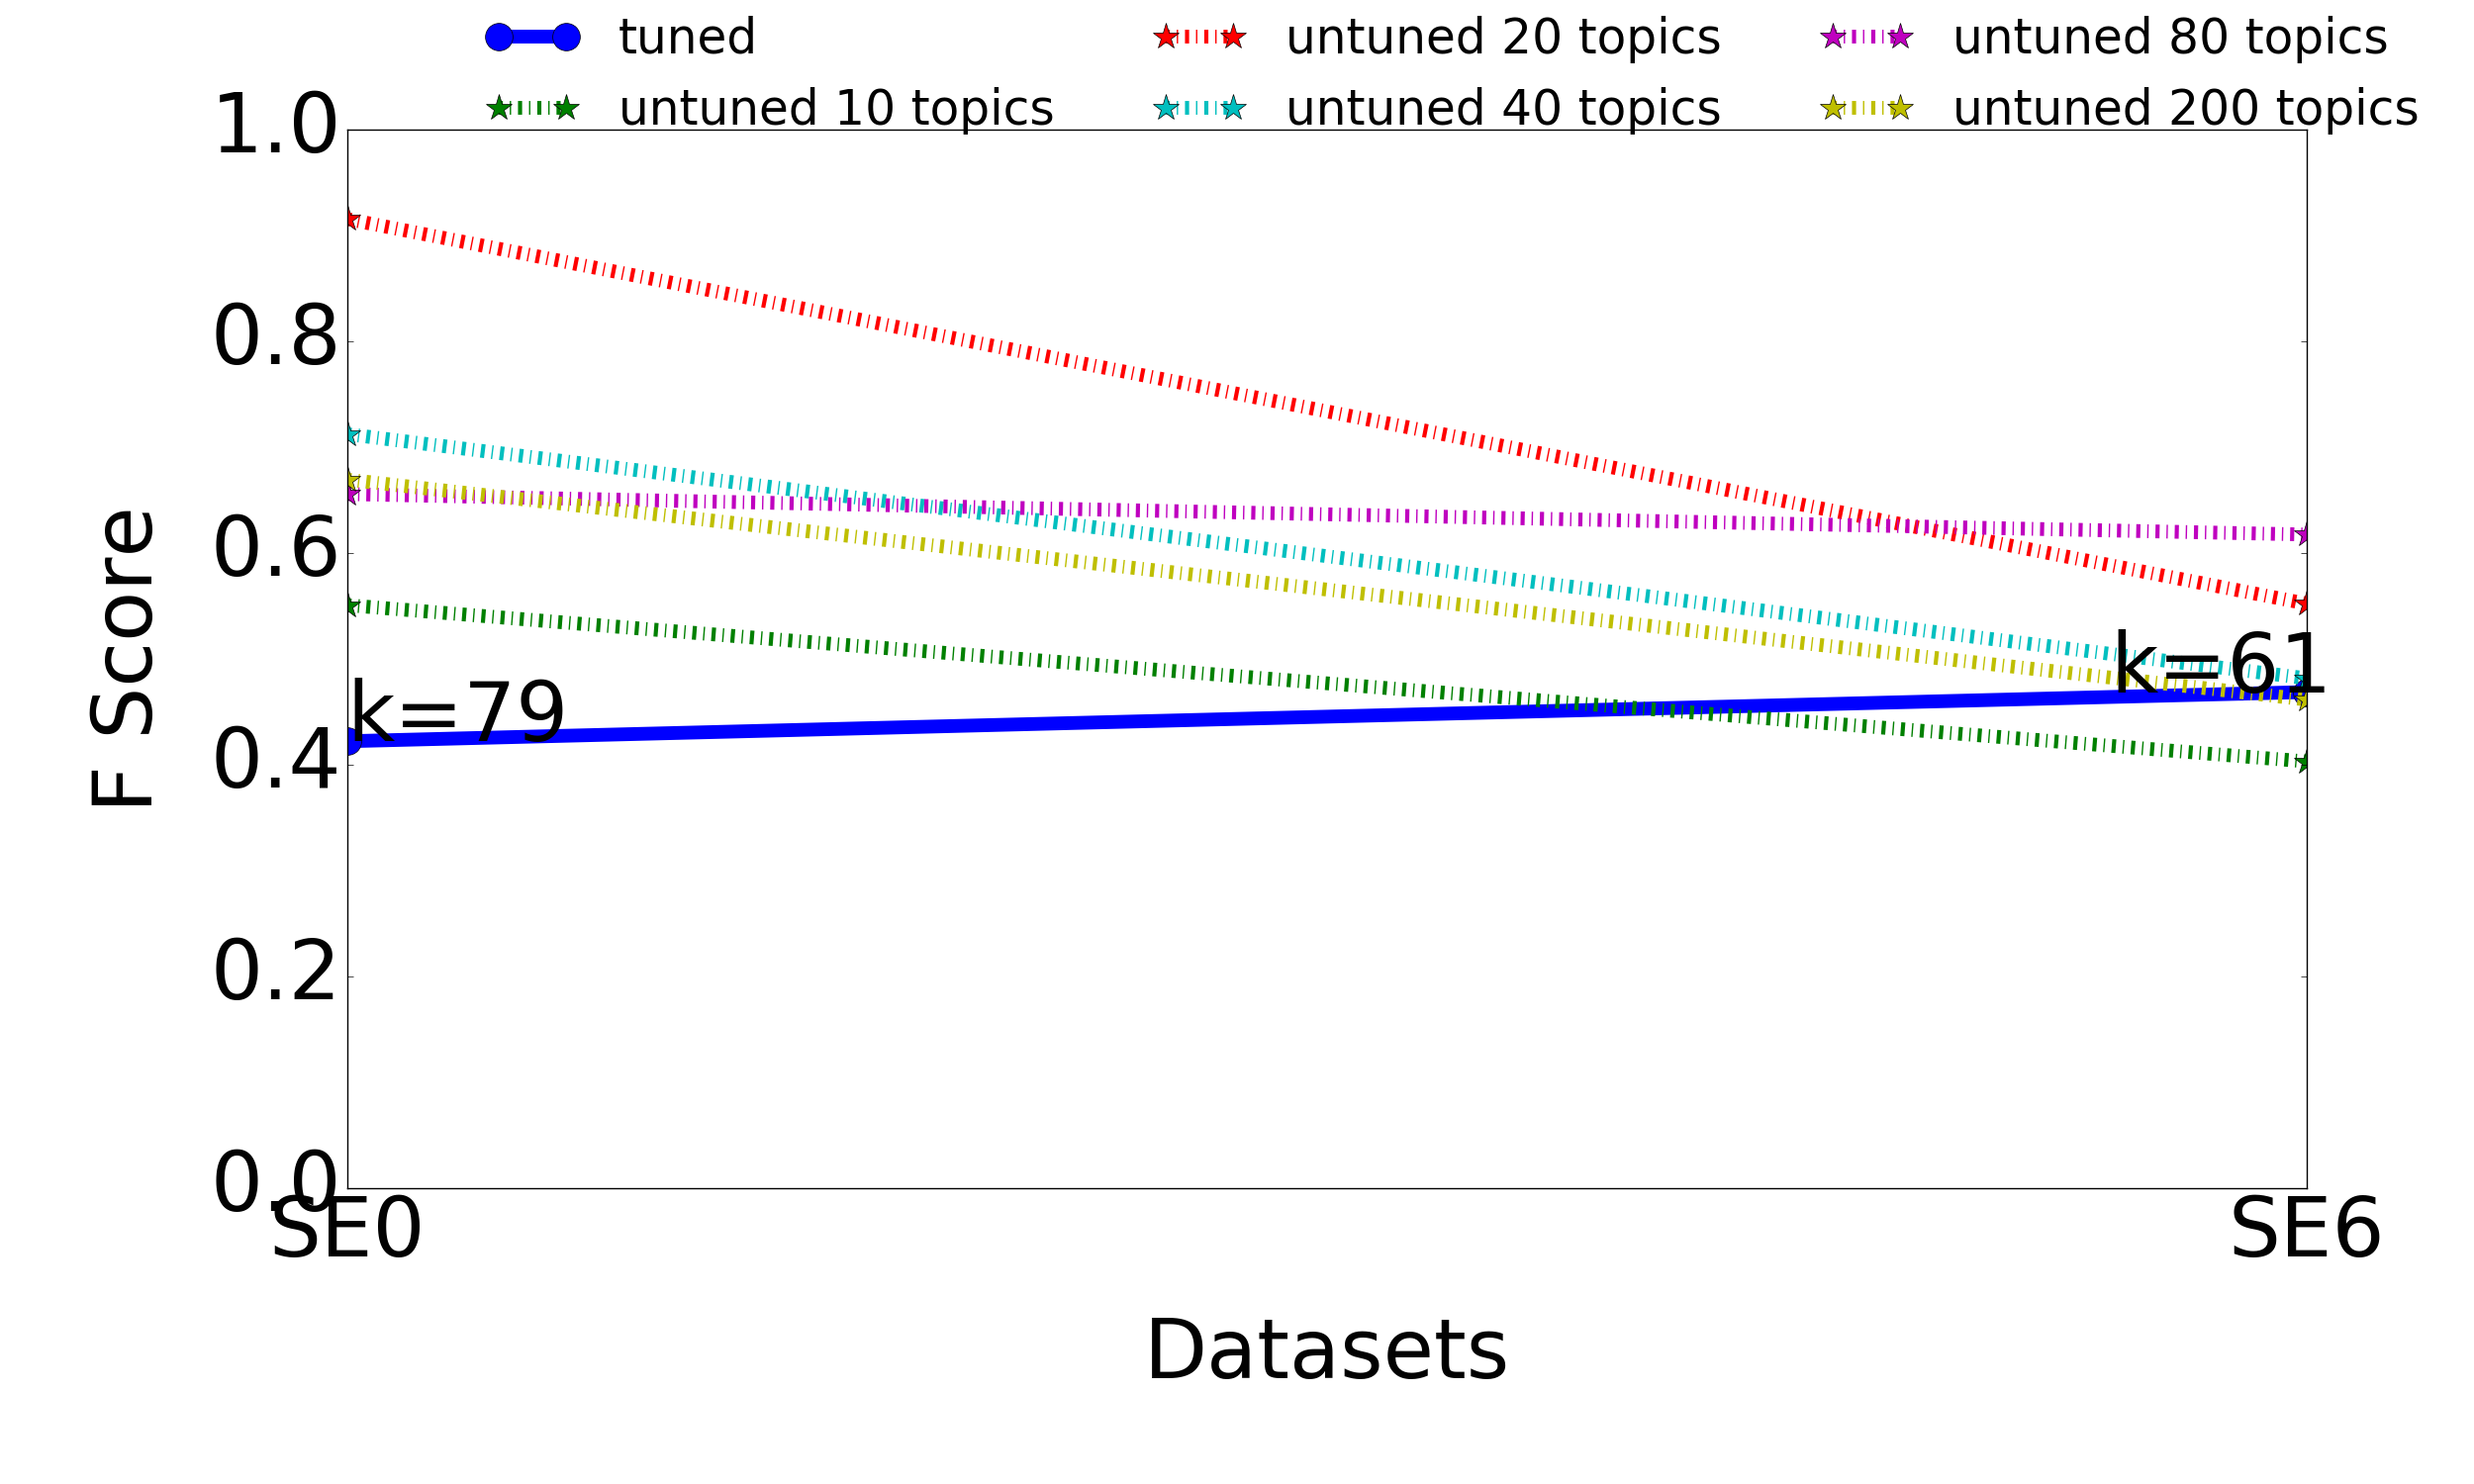 tuned
untuned 10 topics
untuned 20 topics
untuned 40 topics
untuned 80 topics
untuned 200 topics
1.0
0.8
0.6
0.4
0.2
0.0
F Score
k=79
k=61
SE0
SE6
Datasets